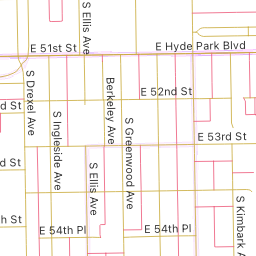 S Ellis Ave
E 51st St
E Hyde Park Blvd
S Drexel Ave
Berkeley Ave
E 52nd St
d St
S Ingleside Ave
S Greenwood Ave
E 53rd St
d St
S Ellis Ave
S Kimbark A
th St
E 54th Pl
E 54th Pl